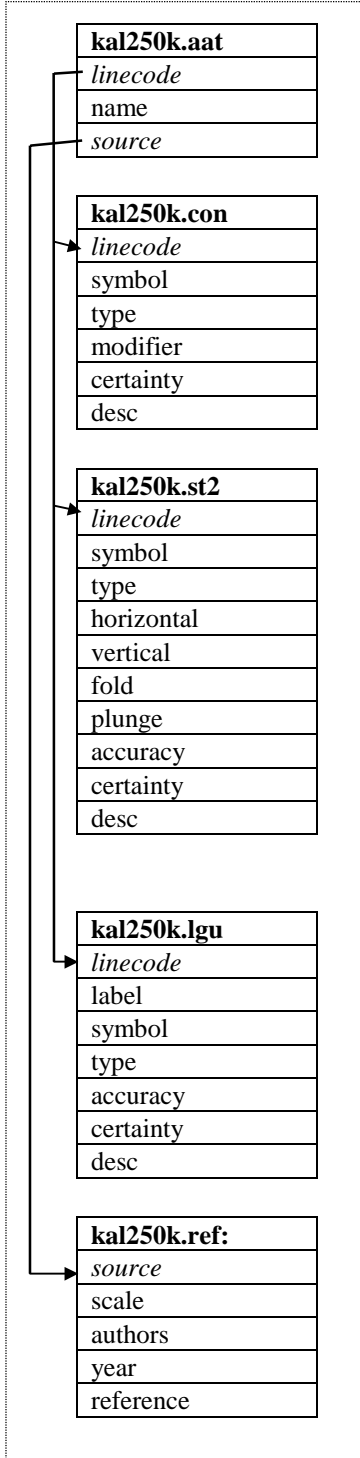 kal250k.aat
linecode
name
source
kal250k.con
linecode
symbol
type
modifier
certainty
desc
kal250k.st2
linecode
symbol
type
horizontal
vertical
fold
plunge
accuracy
certainty
desc
kal250k.lgu
linecode
label
symbol
type
accuracy
certainty
desc
kal250k.ref:
source
scale
authors
year
reference